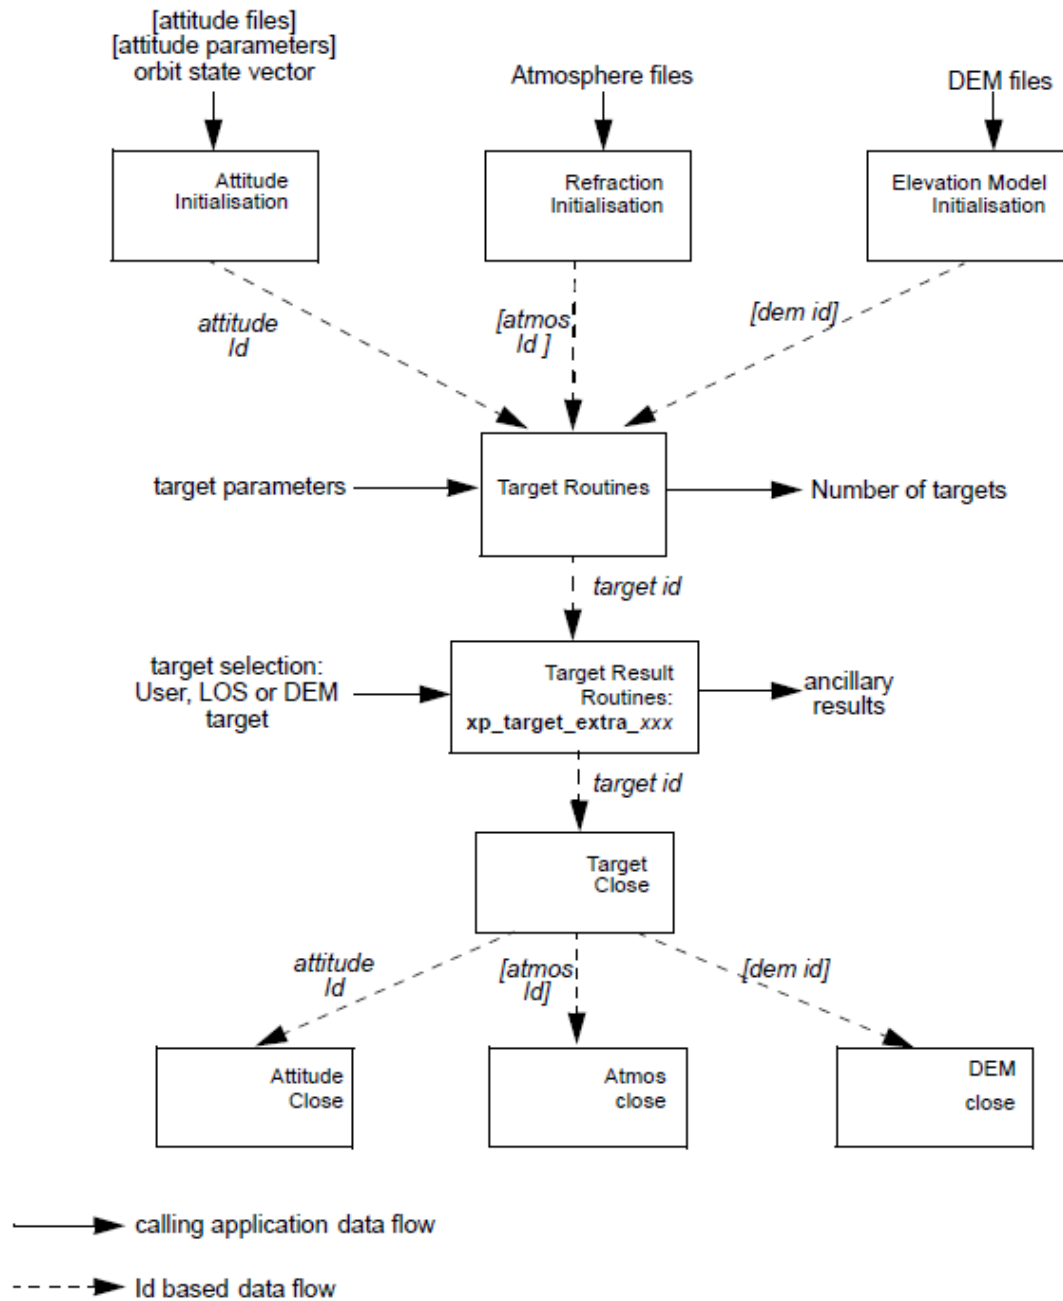 [attitude files]
[attitude parameters]
orbit state vector
Atmosphere files
DEM files
Attitude
Initialisation
Refraction
Initialisation
Elevation Model
Initialisation
attitude
Id
[atmos
Id ]
[dem id]
target parameters
Target Routines
Number of targets
target id
target selection:
User, LOS or DEM
target
Target Result
Routines:
xp_target_extra_xxx
ancillary
results
target id
Target
Close
attitude
Id
[atmos
Id]
[dem id]
Attitude
Close
Atmos
close
DEM
close
calling application data flow
Id based data flow